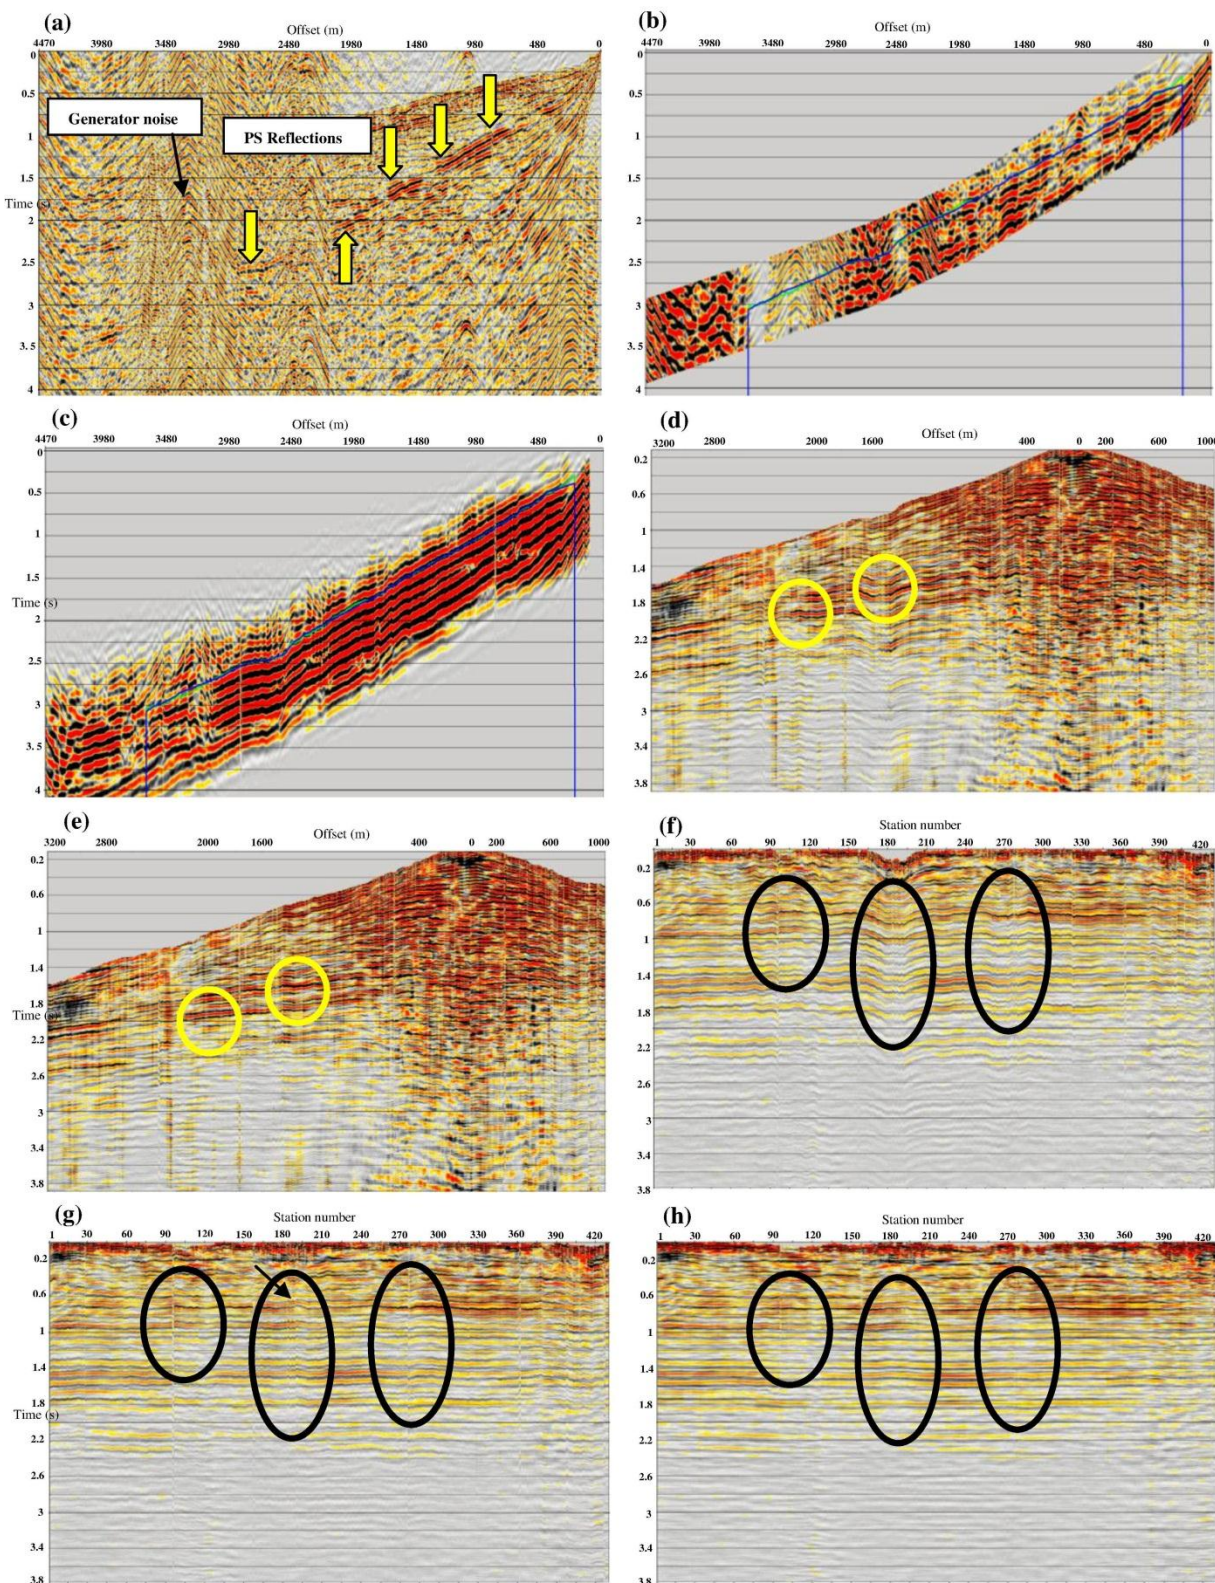 (a)
Offset (m)
4470 3980 3480 2980 2480 1980 1480 980 480 0
0
0.5
Generator noise
PS Reflections
1
1.5
Time (s)
2
2.5
3
3.5
4
(b)
Offset (m)
4470 3980 3480 2980 2480 1980 1480 980 480 0
0
0.5
1
1.5
2
2.5
3
3.5
4
(c)
Offset (m)
4470 3980 3480 2980 2480 1980 1480 980 480 0
0
0.5
1
1.5
Time (s)
2
2.5
3
3.5
4
(d)
3200 2800 2000 1600 Offset (m) 400 0 200 600 1000
0.2
0.6
1
1.4
1.8
2.2
2.6
3
3.4
3.8
(e)
3200 2800 2000 1600 Offset (m) 400 0 200 600 1000
0.2
0.6
1
1.4
1.8
Time (s)
2.2
2.6
3
3.4
3.8
(f)
Station number
1 30 60 90 120 150 180 210 240 270 300 330 360 390 420
0.2
0.6
1
1.4
1.8
2.2
2.6
3
3.4
3.8
(g)
Station number
1 30 60 90 120 150 180 210 240 270 300 330 360 390 420
0.2
0.6
1
1.4
1.8
Time (s)
2.2
2.6
3
3.4
3.8
(h)
Station number
1 30 60 90 120 150 180 210 240 270 300 330 360 390 420
0.2
0.6
1
1.4
1.8
2.2
2.6
3
3.4
3.8